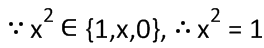 ∵ x² ∈ {1,x,0}, ∴ x² = 1